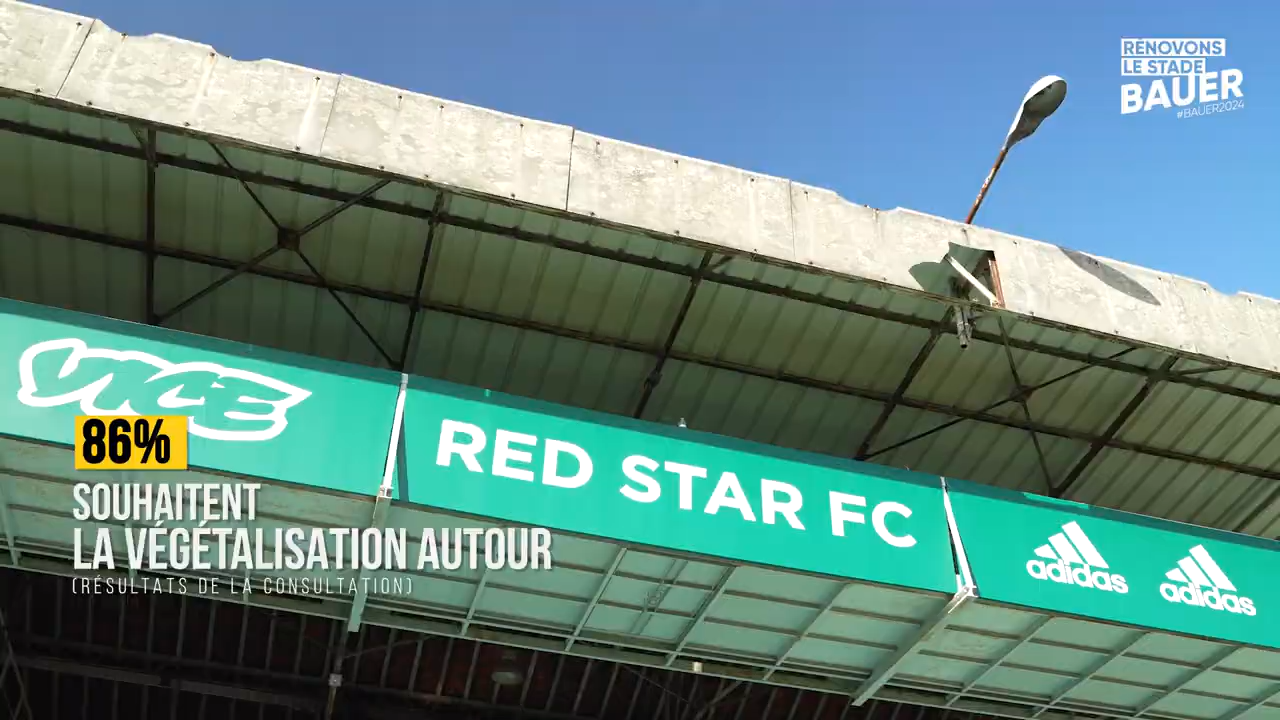 RÉNOVONS
LE STADE
BAUER
#BAUER2024
VICE
RED STAR FC
adidas
adidas
86%
SOUHAITENT
LA VÉGÉTALISATION AUTOUR
(RÉSULTATS DE LA CONSULTATION)